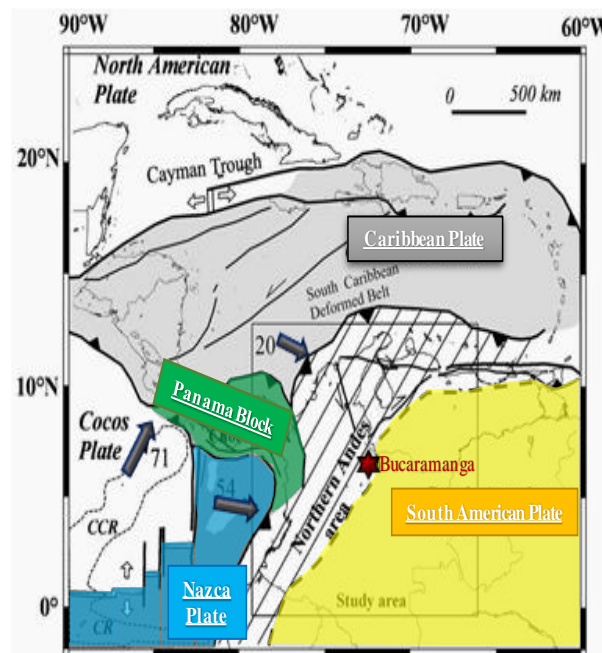 90°W 80°W 70°W 60°W
North American
Plate
0 500 km
Cayman Trough
20°N
Caribbean Plate
South Caribbean
Deformed Belt
20
10°N
Panama Block
Cocos
Plate
71
54
Bucaramanga
Northern Andes
area
South American Plate
CCR
Nazca
Plate
Study area
0°
CR